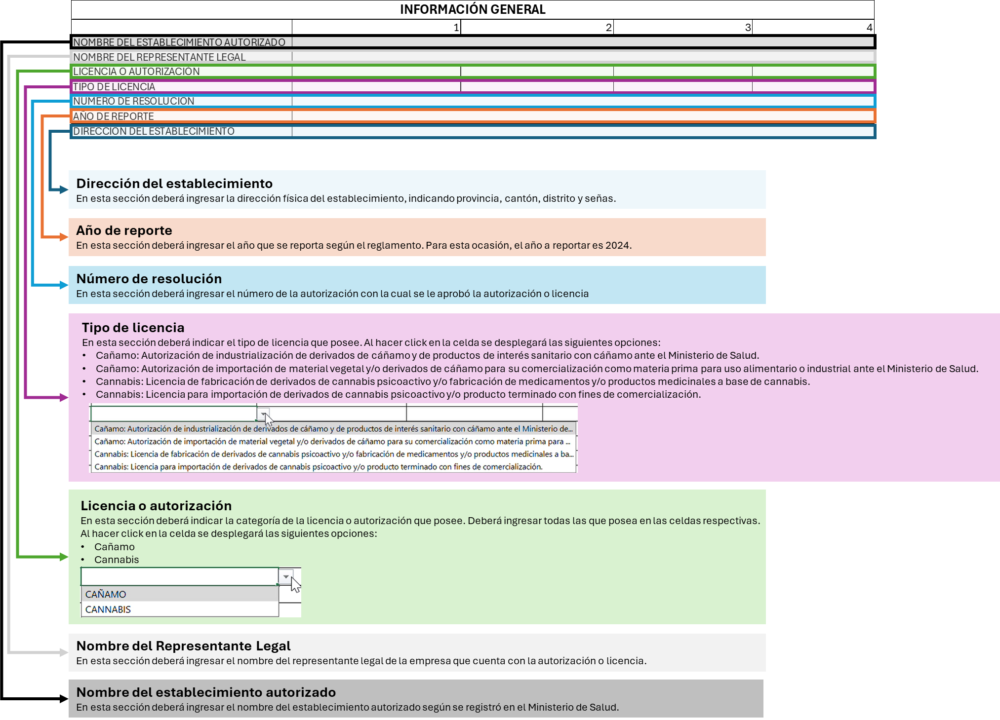 INFORMACIÓN GENERAL
1 2 3 4
NOMBRE DEL ESTABLECIMIENTO AUTORIZADO
NOMBRE DEL REPRESENTANTE LEGAL
LICENCIA O AUTORIZACIÓN
TIPO DE LICENCIA
NUMERO DE RESOLUCION
AÑO DE REPORTE
DIRECCION DEL ESTABLECIMIENTO
Dirección del establecimiento
En esta sección deberá ingresar la dirección física del establecimiento, indicando provincia, cantón, distrito y señas.
Año de reporte
En esta sección deberá ingresar el año que se reporta según el reglamento. Para esta ocasión, el año a reportar es 2024.
Número de resolución
En esta sección deberá ingresar el número de la autorización con la cual se le aprobó la autorización o licencia
Tipo de licencia
En esta sección deberá indicar el tipo de licencia que posee. Al hacer click en la celda se desplegará las siguientes opciones:
• Cañamo: Autorización de industrialización de derivados de cáñamo y de productos de interés sanitario con cáñamo ante el Ministerio de Salud.
• Cañamo: Autorización de importación de material vegetal y/o derivados de cáñamo para su comercialización como materia prima para uso alimentario o industrial ante el Ministerio de Salud.
• Cannabis: Licencia de fabricación de derivados de cannabis psicoactivo y/o fabricación de medicamentos y/o productos medicinales a base de cannabis.
• Cannabis: Licencia para importación de derivados de cannabis psicoactivo y/o producto terminado con fines de comercialización.
Cañamo: Autorización de industrialización de derivados de cáñamo y de productos de interés sanitario con cáñamo ante el Ministerio de...
Cañamo: Autorización de importación de material vegetal y/o derivados de cáñamo para su comercialización como materia prima para ...
Cannabis: Licencia de fabricación de derivados de cannabis psicoactivo y/o fabricación de medicamentos y/o productos medicinales a ba...
Cannabis: Licencia para importación de derivados de cannabis psicoactivo y/o producto terminado con fines de comercialización.
Licencia o autorización
En esta sección deberá indicar la categoría de la licencia o autorización que posee. Deberá ingresar todas las que posea en las celdas respectivas.
Al hacer click en la celda se desplegará las siguientes opciones:
• Cañamo
• Cannabis
CAÑAMO
CANNABIS
Nombre del Representante Legal
En esta sección deberá ingresar el nombre del representante legal de la empresa que cuenta con la autorización o licencia.
Nombre del establecimiento autorizado
En esta sección deberá ingresar el nombre del establecimiento autorizado según se registró en el Ministerio de Salud.